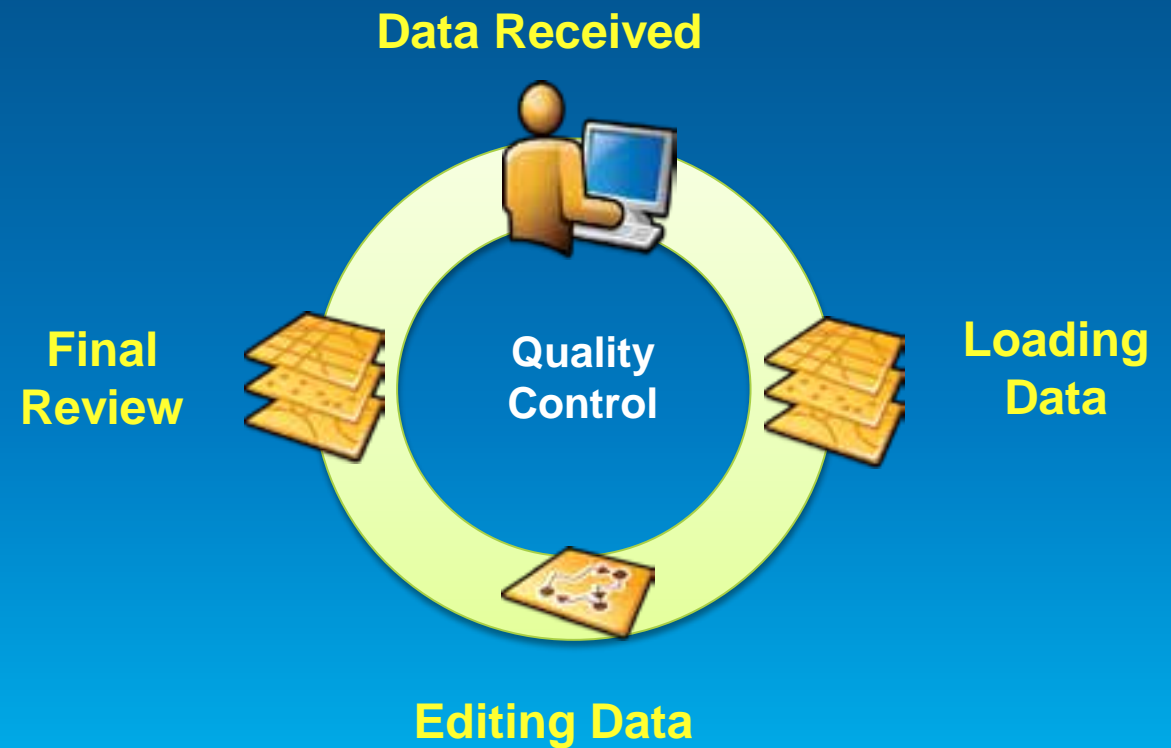 Data Received
Final
Review
Quality
Control
Loading
Data
Editing Data